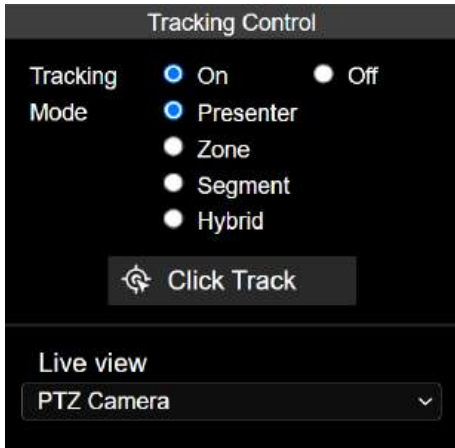 Tracking Control
Tracking On Off
Mode Presenter
Zone
Segment
Hybrid
Click Track
Live view
PTZ Camera